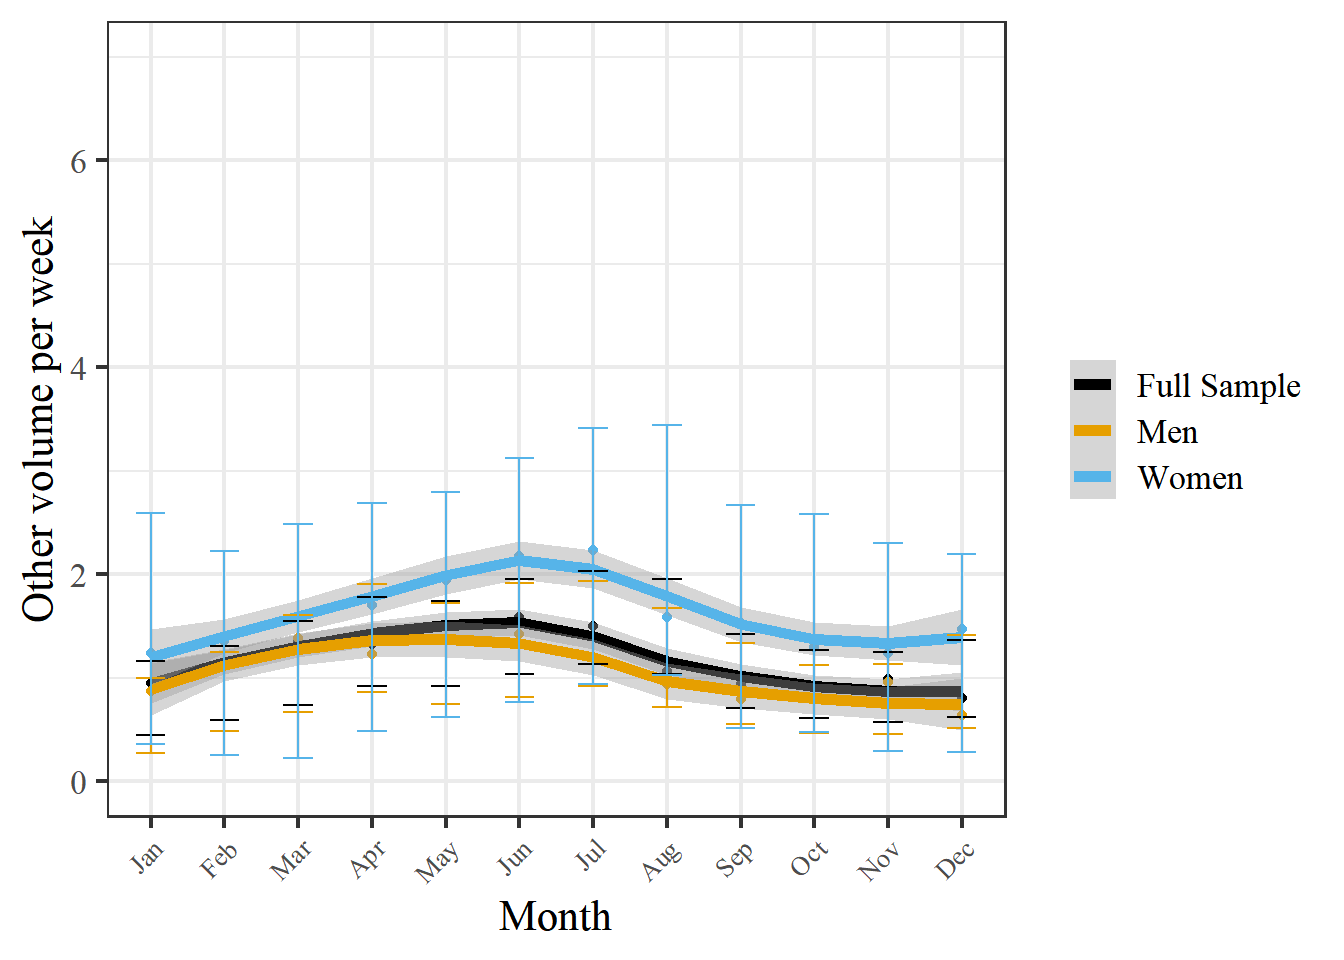 Other volume per week
6
4
2
0
Jan
Feb
Mar
Apr
May
Jun
Jul
Aug
Sep
Oct
Nov
Dec
Month
Full Sample
Men
Women